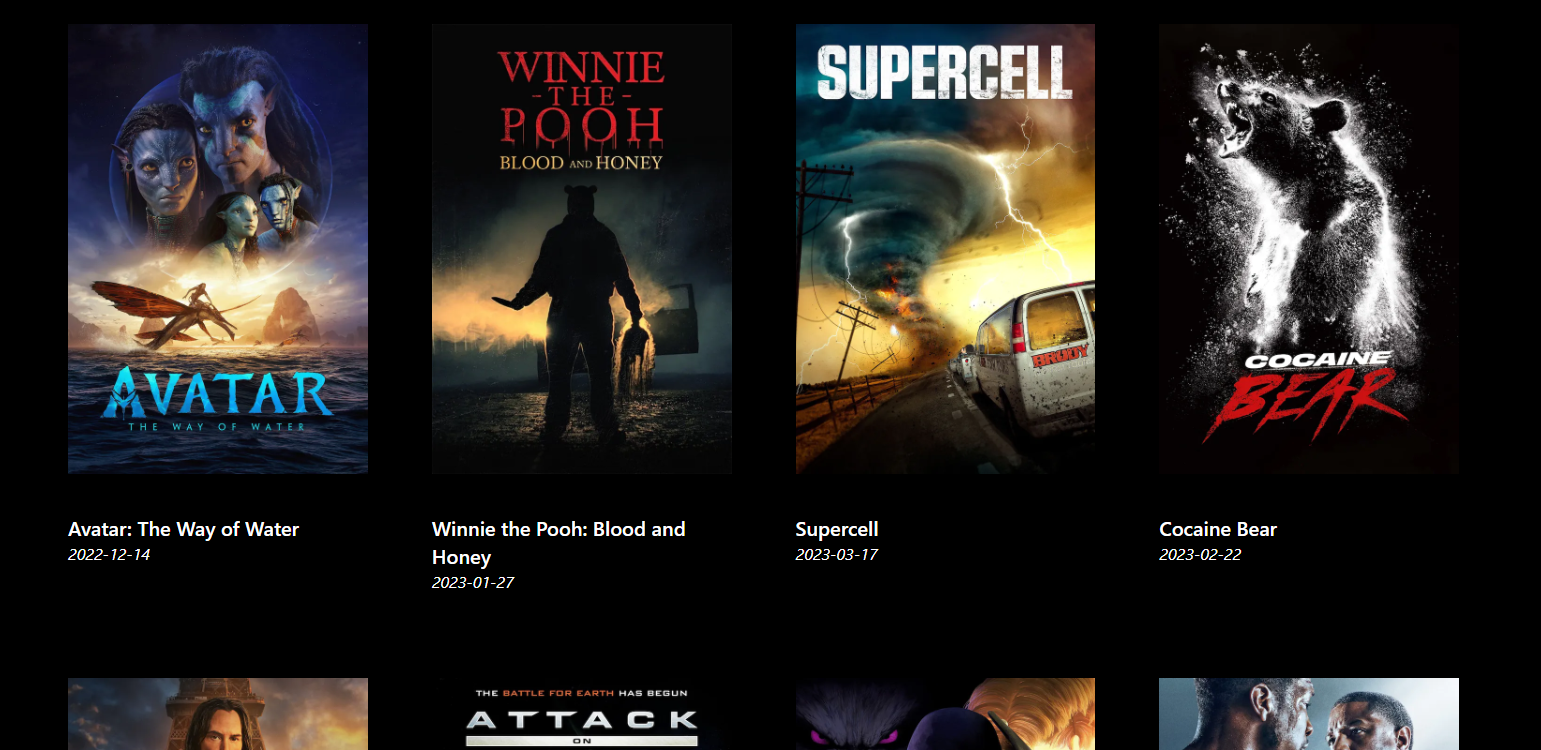 AVATAR
THE WAY OF WATER
WINNIE
-THE-
POOH
BLOOD AND HONEY
SUPERCELL
BRODY
COCAINE
BEAR
Avatar: The Way of Water
2022-12-14
Winnie the Pooh: Blood and
Honey
2023-01-27
Supercell
2023-03-17
Cocaine Bear
2023-02-22
THE BATTLE FOR EARTH HAS BEGUN
ATTACK
ON